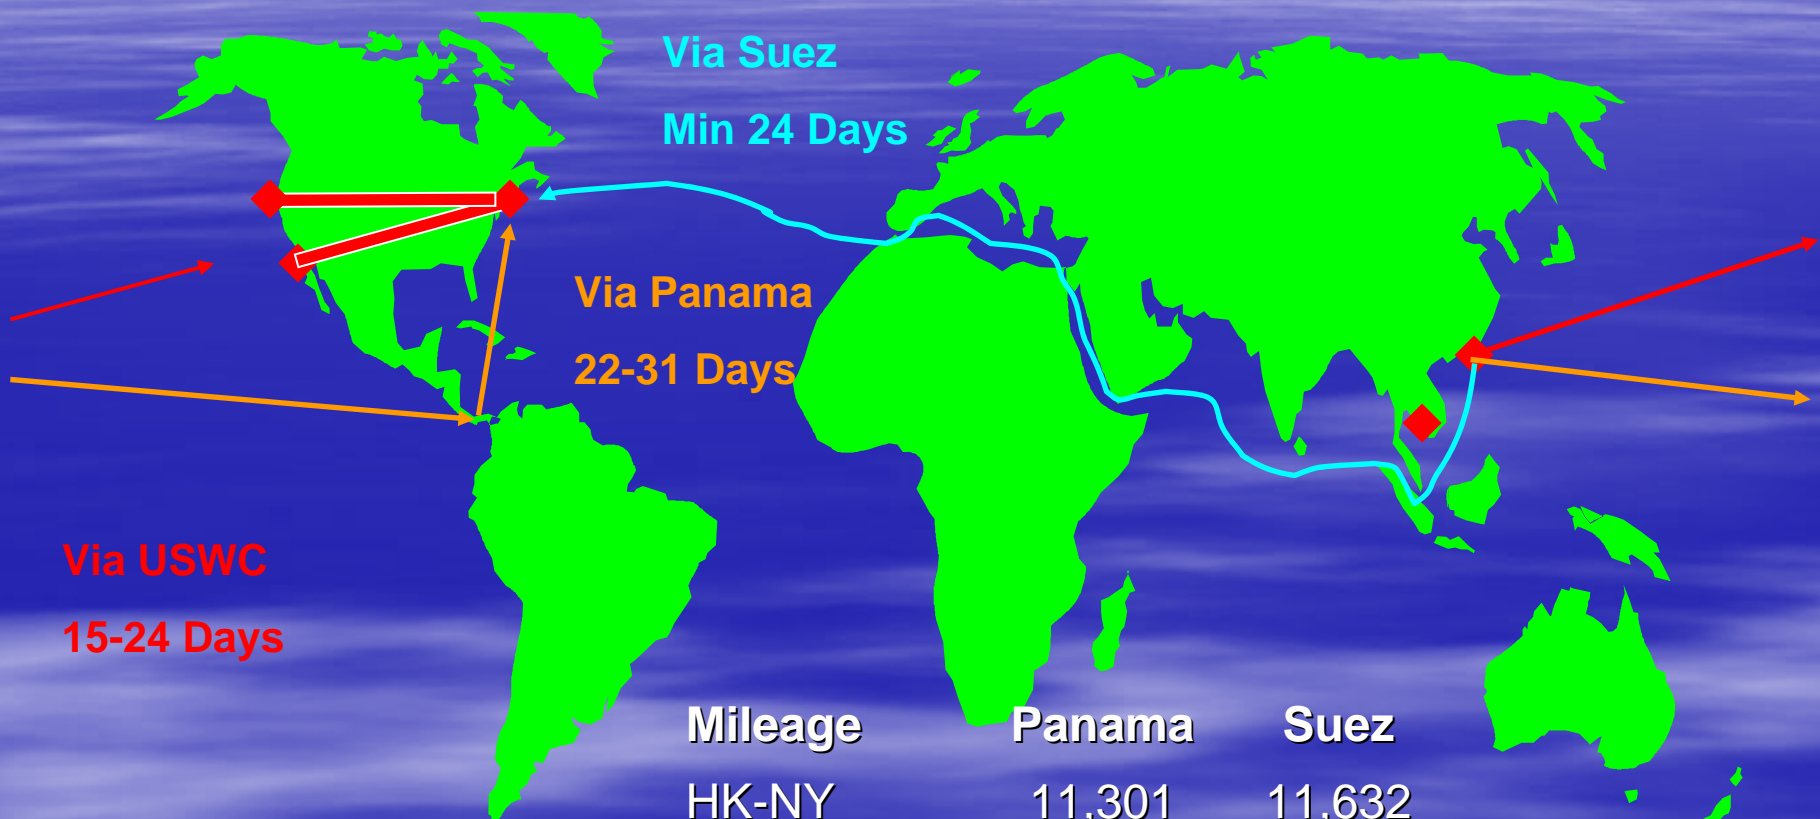 Via Suez
Min 24 Days
Via Panama
22-31 Days
Via USWC
15-24 Days
Mileage Panama Suez
HK-NY 11,301 11,632